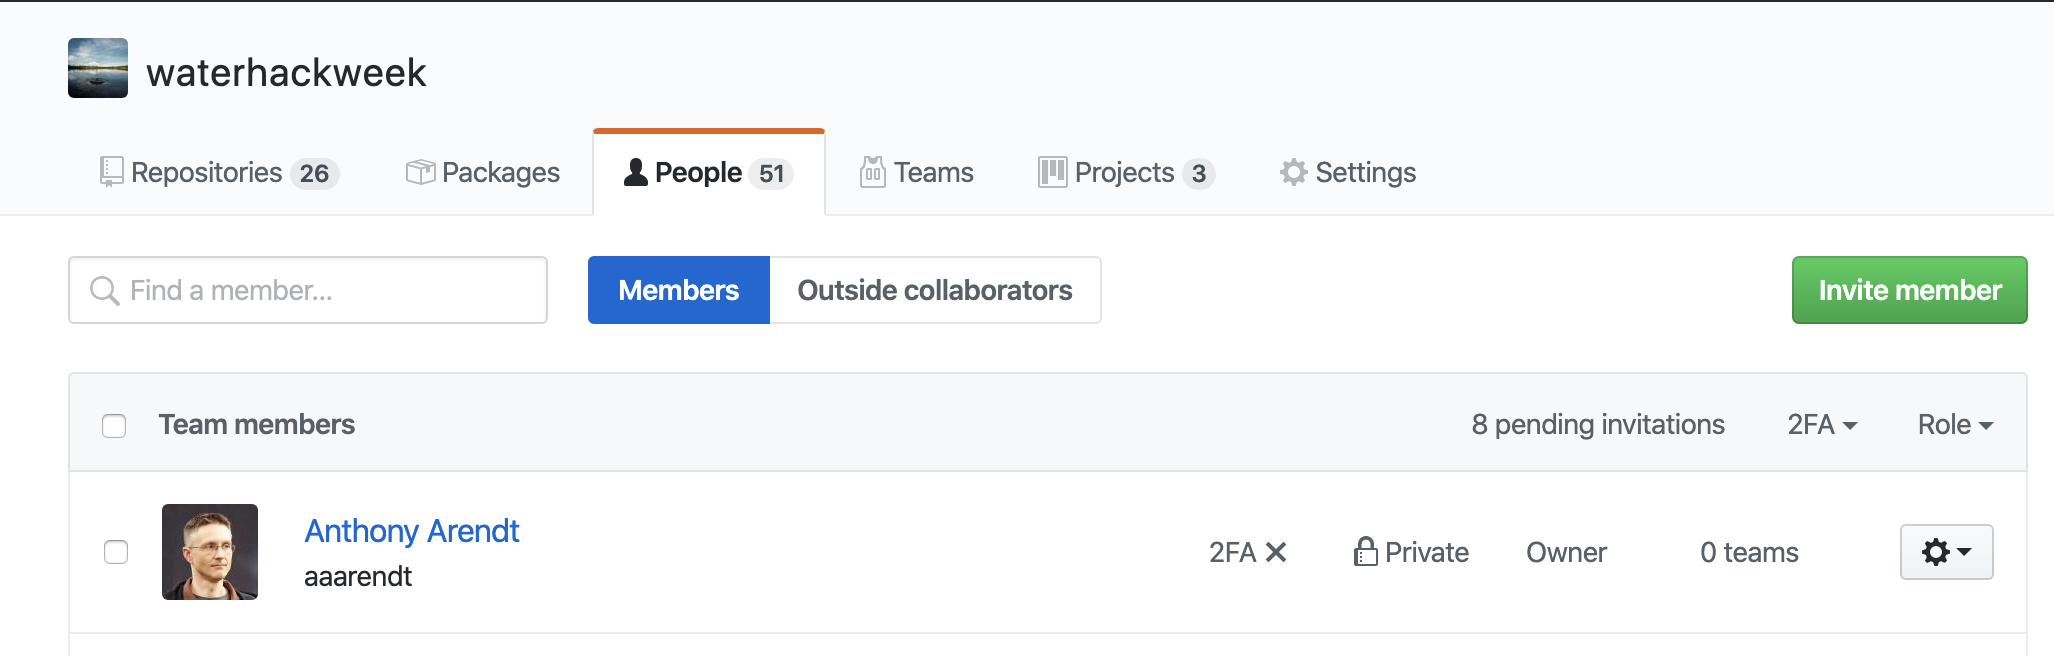 waterhackweek
Repositories 26 Packages People 51 Teams Projects 3 Settings
Find a member... Members Outside collaborators Invite member
Team members 8 pending invitations 2FA Role
Anthony Arendt
aaarendt
2FA Private Owner 0 teams